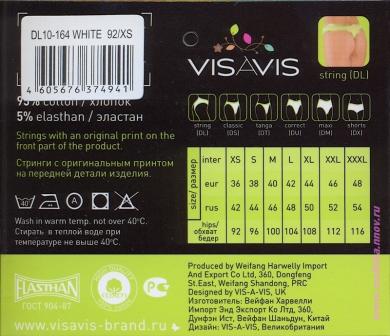 DL10-164 WHITE 92/XS
4 605676 374941
95% cotton / хлопок
5% elasthan / эластан
Strings with an original print on the
front part of the product.
Стринги с оригинальным принтом
на передней детали изделия.
Wash in warm temp. not over 40°C.
Стирать в теплой воде при
температуре не выше 40°C.
ELASTHAN
ГОСТ 904-87
РС
www.visavis-brand.ru
VISAVIS
string (DL)
string (DL)
classic (DS)
tanga (DT)
correct (DU)
maxi (DM)
shorts (DX)
size/ размер
inter XS S M L XL XXL XXXL
eur 36 38 40 42 44 46 48
rus 42 44 46 48 50 52 54
hips/ обхват бедер 92 96 100 104 108 112 116
Produced by Weifang Harwelly Import
And Export Co Ltd, 360, Dongfeng
St.East, Weifang Shandong, PRC
Designed by VIS-A-VIS, UK
Изготовитель: Вейфан Харвелли
Импорт Энд Экспорт Ко Лтд, 360,
Дунфэн Ист, Вейфан Шаньдун, Китай
Дизайн: VIS-A-VIS, Великобритания